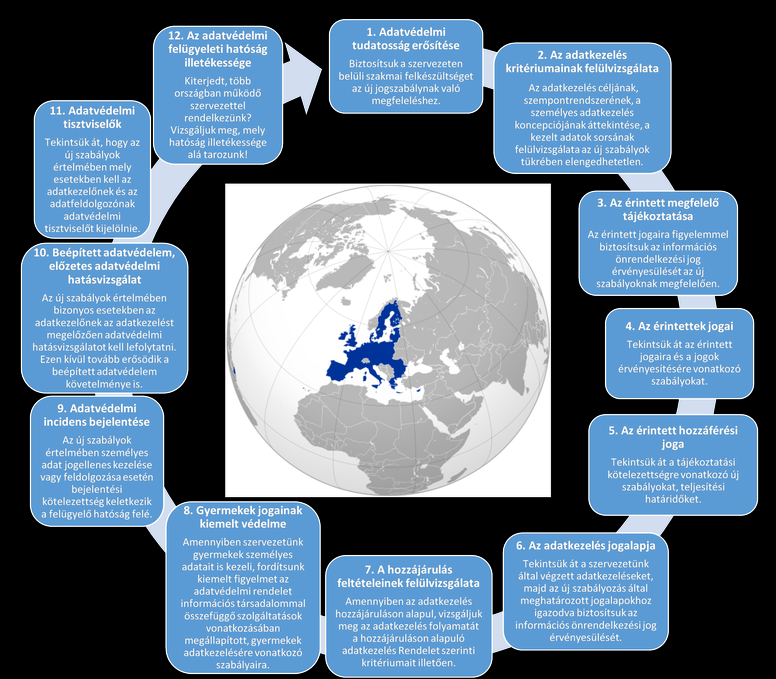 1. Adatvédelmi
tudatosság erősítése
Biztosítsuk a szervezeten
belüli szakmai felkészültséget
az új jogszabálynak való
megfeleléshez.
2. Az adatkezelés
kritériumainak felülvizsgálata
Az adatkezelés céljának,
szempontrendszerének, a
személyes adatkezelés
koncepciójának áttekintése, a
kezelt adatok sorsának
felülvizsgálata az új szabályok
tükrében elengedhetetlen.
3. Az érintett megfelelő
tájékoztatása
Az érintett jogaira figyelemmel
biztosítsuk az információs
önrendelkezési jog
érvényesülését az új
szabályoknak megfelelően.
4. Az érintettek jogai
Tekintsük át az érintett
jogaira és a jogok
érvényesítésére vonatkozó
szabályokat.
5. Az érintett hozzáférési
joga
Tekintsük át a tájékoztatási
kötelezettségre vonatkozó új
szabályokat, teljesítési
határidőket.
6. Az adatkezelés jogalapja
Tekintsük át a szervezetünk
által végzett adatkezeléseket,
majd az új szabályozás által
meghatározott jogalapokhoz
igazodva biztosítsuk az
információs önrendelkezési jog
érvényesülését.
7. A hozzájárulás
feltételeinek felülvizsgálata
Amennyiben az adatkezelés
hozzájáruláson alapul, vizsgáljuk
meg az adatkezelés folyamatát
a hozzájáruláson alapuló
adatkezelés Rendelet szerinti
kritériumait illetően.
8. Gyermekek jogainak
kiemelt védelme
Amennyiben szervezetünk
gyermekek személyes
adatait is kezeli, fordítsunk
kiemelt figyelmet az
adatvédelmi rendelet
információs társadalommal
összefüggő szolgáltatások
vonatkozásában
megállapított, gyermekek
adatkezelésére vonatkozó
szabályaira.
9. Adatvédelmi
incidens bejelentése
Az új szabályok
értelmében személyes
adat jogellenes kezelése
vagy feldolgozása esetén
bejelentési
kötelezettség keletkezik
a felügyelő hatóság felé.
10. Beépített adatvédelem,
előzetes adatvédelmi
hatásvizsgálat
Az új szabályok értelmében
bizonyos esetekben az
adatkezelőnek az adatkezelést
megelőzően adatvédelmi
hatásvizsgálatot kell lefolytatni.
Ezen kívül tovább erősödik a
beépített adatvédelem
követelménye is.
11. Adatvédelmi
tisztviselők
Tekintsük át, hogy az
új szabályok
értelmében mely
esetekben kell az
adatkezelőnek és az
adatfeldolgozónak
adatvédelmi
tisztviselőt kijelölnie.
12. Az adatvédelmi
felügyeleti hatóság
illetékessége
Kiterjedt, több
országban működő
szervezettel
rendelkezünk?
Vizsgáljuk meg, mely
hatóság illetékessége
alá tarozunk!